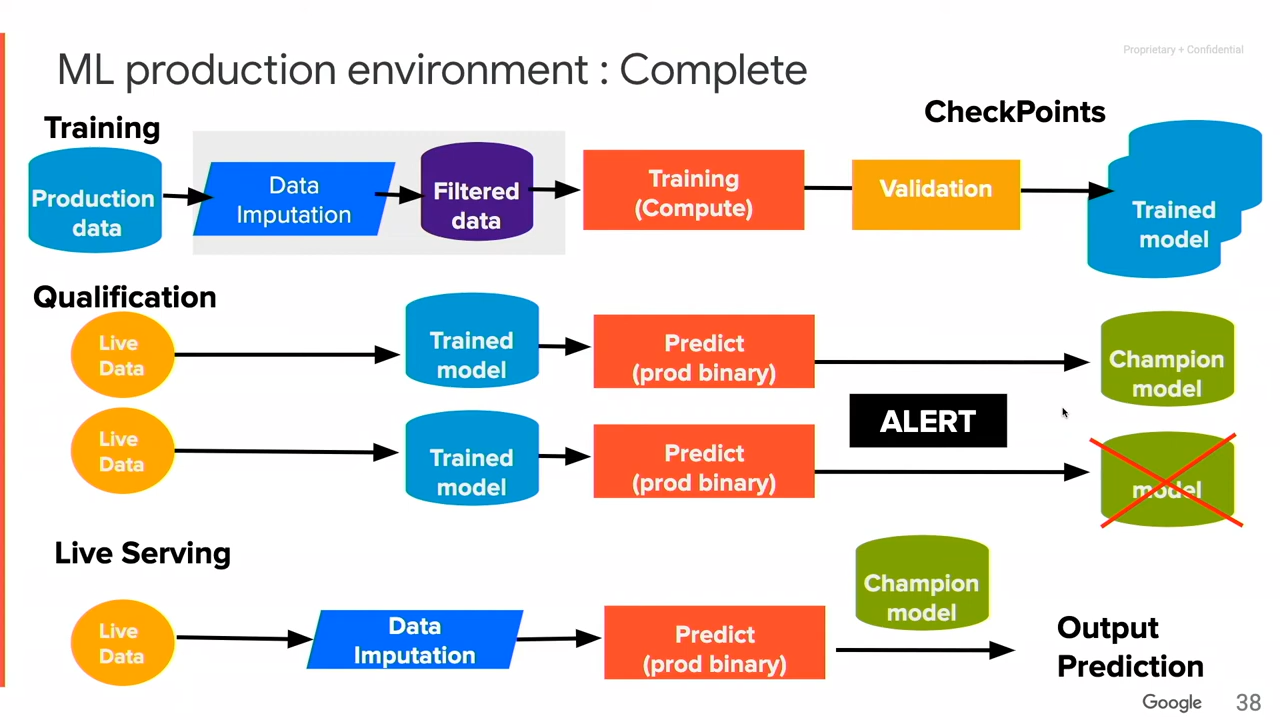 Proprietary + Confidential
ML production environment : Complete
CheckPoints
Training
Production
data
Data
Imputation
Filtered
data
Training
(Compute)
Validation
Trained
model
Qualification
Live
Data
Trained
model
Predict
(prod binary)
Champion
model
ALERT
Live
Data
Trained
model
Predict
(prod binary)
model
Live Serving
Champion
model
Live
Data
Data
Imputation
Predict
(prod binary)
Output
Prediction
Google 38